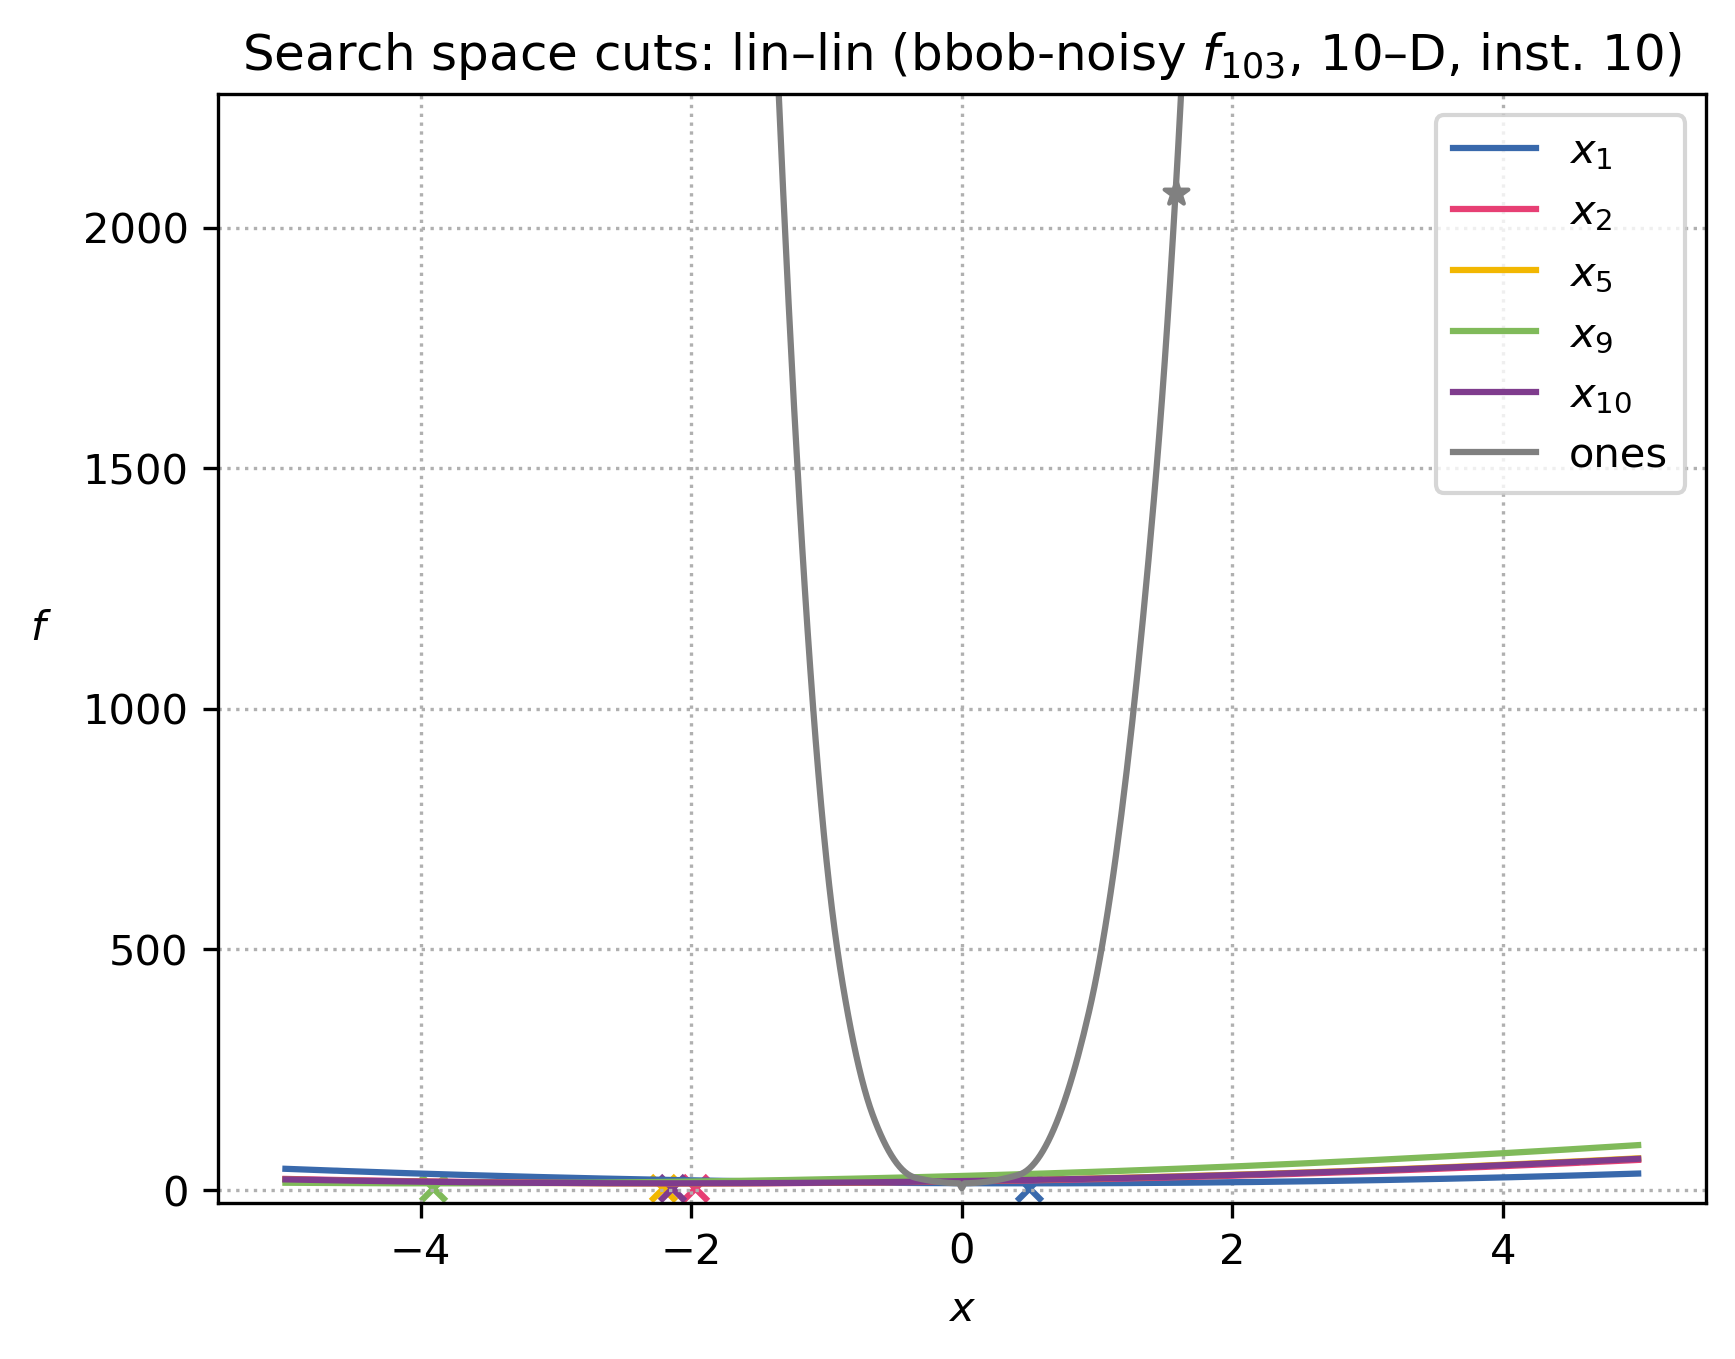 Search space cuts: lin–lin (bbob-noisy f₁₀₃, 10–D, inst. 10)
x₁
x₂
x₅
x₉
x₁₀
ones
2000
1500
1000
500
0
f
−4
−2
0
2
4
x